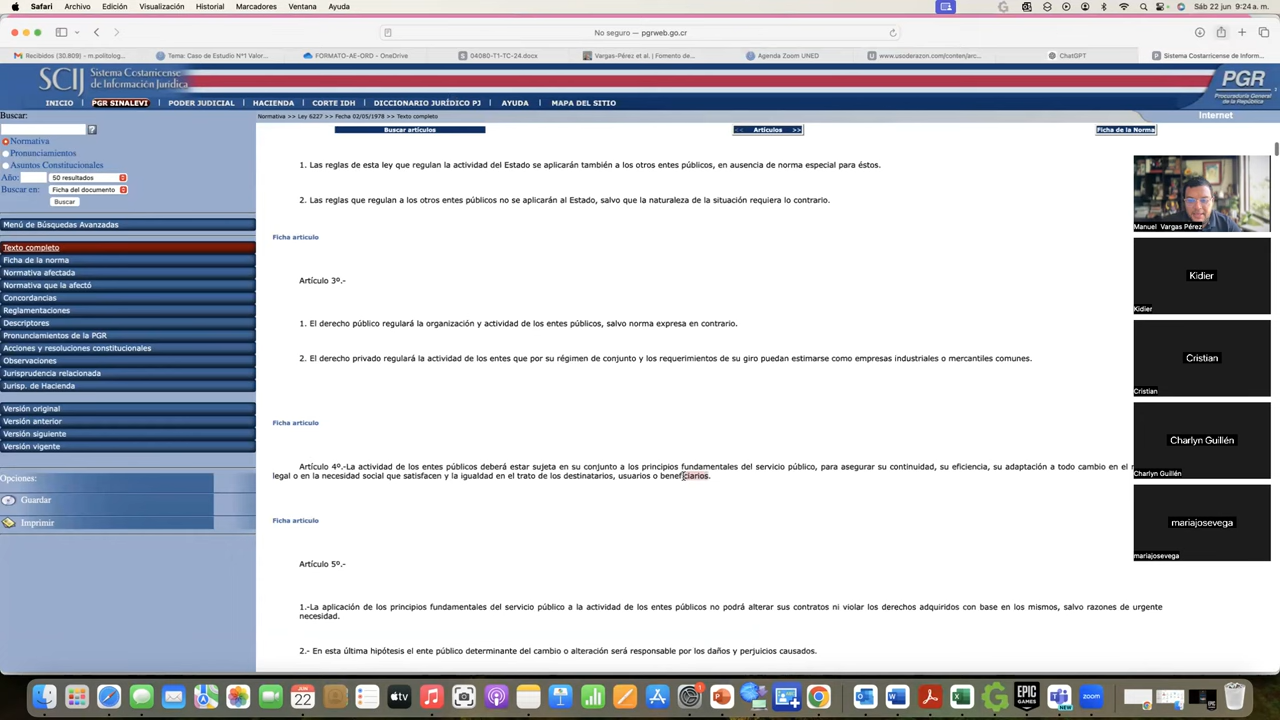 Safari Archivo Edición Visualización Historial Marcadores Ventana Ayuda
Sáb 22 jun 9:24 a. m.
No seguro — pgrweb.go.cr
Recibidos (30.809) - m.politolog...
Tema: Caso de Estudio N°1 Valor...
FORMATO-AE-ORD - OneDrive
04080-T1-TC-24.docx
Vargas-Pérez et al. | Fomento de...
Agenda Zoom UNED
www.usoderazon.com/conten/arc...
ChatGPT
Sistema Costarricense de Informa...
SCIJ Sistema Costarricense de Información Jurídica
PGR
Procuraduría General de la República
INICIO | PGR SINALEVI | PODER JUDICIAL | HACIENDA | CORTE IDH | DICCIONARIO JURÍDICO PJ | AYUDA | MAPA DEL SITIO
Internet
Buscar:
Normativa
Pronunciamientos
Asuntos Constitucionales
Año: 50 resultados
Buscar en: Ficha del documento
Buscar
Menú de Búsquedas Avanzadas
Texto completo
Ficha de la norma
Normativa afectada
Normativa que la afectó
Concordancias
Reglamentaciones
Descriptores
Pronunciamientos de la PGR
Acciones y resoluciones constitucionales
Observaciones
Jurisprudencia relacionada
Jurisp. de Hacienda
Versión original
Versión anterior
Versión siguiente
Versión vigente
Opciones:
Guardar
Imprimir
Normativa >> Ley 6227 >> Fecha 02/05/1978 >> Texto completo
Buscar artículos
<< Artículos >>
Ficha de la Norma
1. Las reglas de esta ley que regulan la actividad del Estado se aplicarán también a los otros entes públicos, en ausencia de norma especial para éstos.
2. Las reglas que regulan a los otros entes públicos no se aplicarán al Estado, salvo que la naturaleza de la situación requiera lo contrario.
Ficha articulo
Artículo 3º.-
1. El derecho público regulará la organización y actividad de los entes públicos, salvo norma expresa en contrario.
2. El derecho privado regulará la actividad de los entes que por su régimen de conjunto y los requerimientos de su giro puedan estimarse como empresas industriales o mercantiles comunes.
Ficha articulo
Artículo 4º.-La actividad de los entes públicos deberá estar sujeta en su conjunto a los principios fundamentales del servicio público, para asegurar su continuidad, su eficiencia, su adaptación a todo cambio en el
legal o en la necesidad social que satisfacen y la igualdad en el trato de los destinatarios, usuarios o beneficiarios.
Ficha articulo
Artículo 5º.-
1.-La aplicación de los principios fundamentales del servicio público a la actividad de los entes públicos no podrá alterar sus contratos ni violar los derechos adquiridos con base en los mismos, salvo razones de urgente
necesidad.
2.- En esta última hipótesis el ente público determinante del cambio o alteración será responsable por los daños y perjuicios causados.
Manuel Vargas Pérez
Kidier
Kidier
Cristian
Cristian
Charlyn Guillén
Charlyn Guillén
mariajosevega
mariajosevega
JUN
22
tv
EPIC
GAMES
NEW
zoom